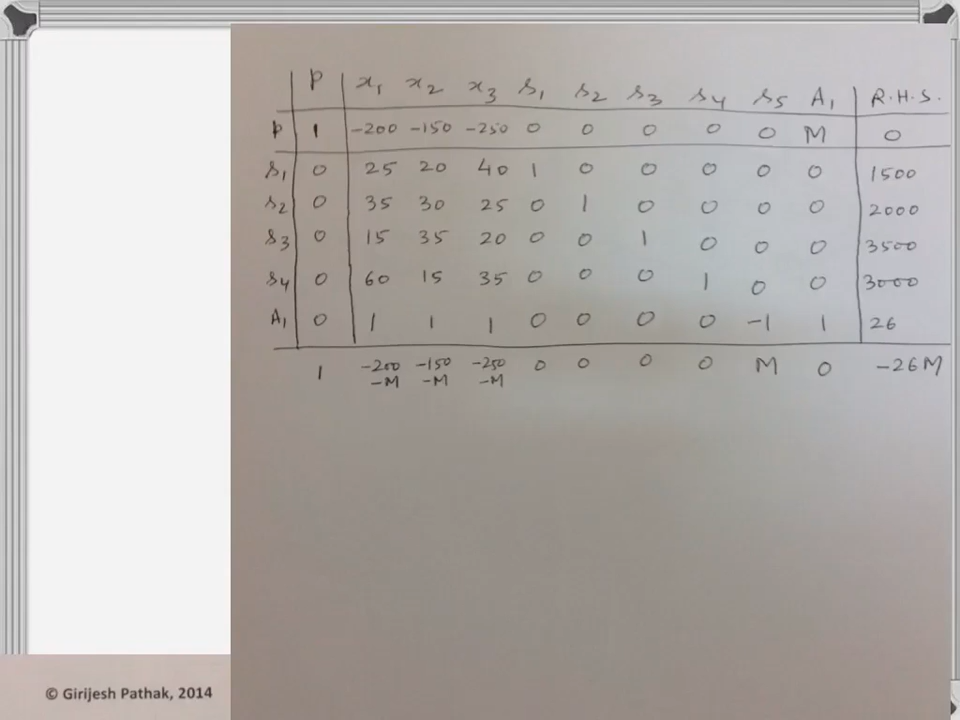 P x₁ x₂ x₃ s₁ s₂ s₃ s₄ s₅ A₁ R.H.S.
P 1 -200 -150 -250 0 0 0 0 0 M 0
s₁ 0 25 20 40 1 0 0 0 0 0 1500
s₂ 0 35 30 25 0 1 0 0 0 0 2000
s₃ 0 15 35 20 0 0 1 0 0 0 3500
s₄ 0 60 15 35 0 0 0 1 0 0 3000
A₁ 0 1 1 1 0 0 0 0 -1 1 26
1 -200 -150 -250 0 0 0 0 M 0 -26M
-M -M -M
© Girijesh Pathak, 2014